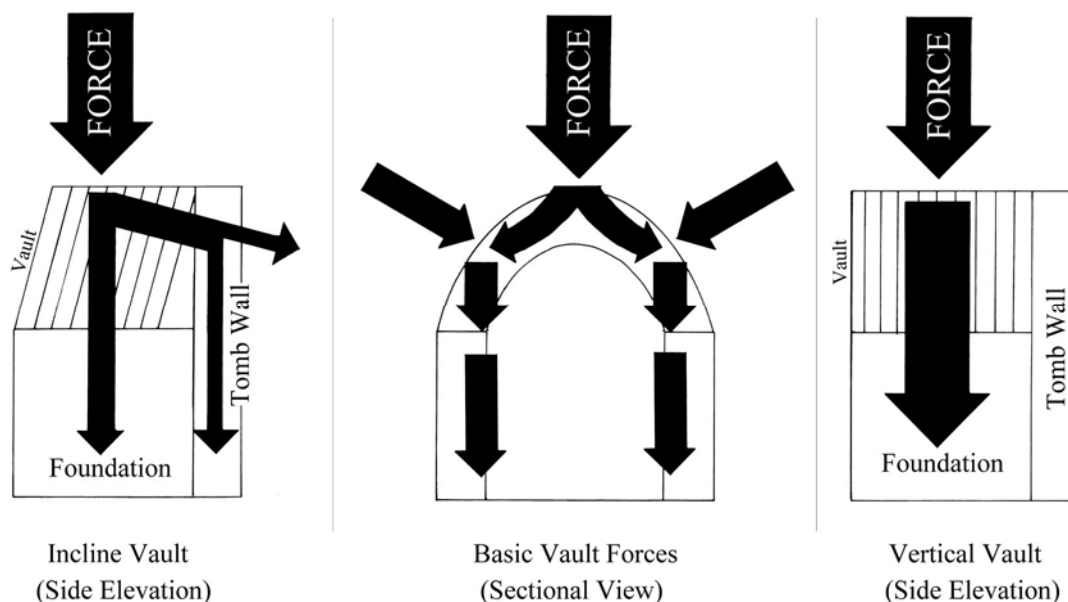 FORCE
Vault
Tomb Wall
Foundation
Incline Vault
(Side Elevation)
FORCE
Basic Vault Forces
(Sectional View)
FORCE
Vault
Tomb Wall
Foundation
Vertical Vault
(Side Elevation)